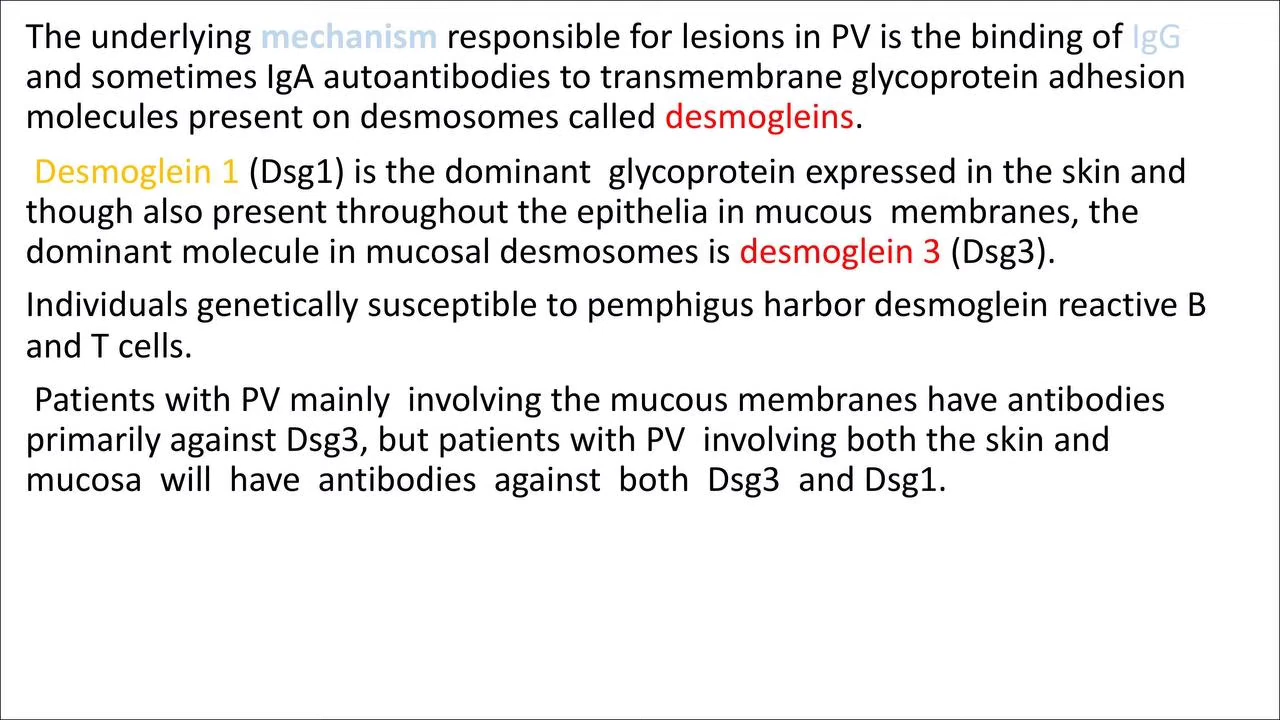 The underlying mechanism responsible for lesions in PV is the binding of IgG
and sometimes IgA autoantibodies to transmembrane glycoprotein adhesion
molecules present on desmosomes called desmogleins.
Desmoglein 1 (Dsg1) is the dominant  glycoprotein expressed in the skin and
though also present throughout the epithelia in mucous  membranes, the
dominant molecule in mucosal desmosomes is desmoglein 3 (Dsg3).
Individuals genetically susceptible to pemphigus harbor desmoglein reactive B
and T cells.
Patients with PV mainly  involving the mucous membranes have antibodies
primarily against Dsg3, but patients with PV  involving both the skin and
mucosa  will  have  antibodies  against  both  Dsg3  and Dsg1.